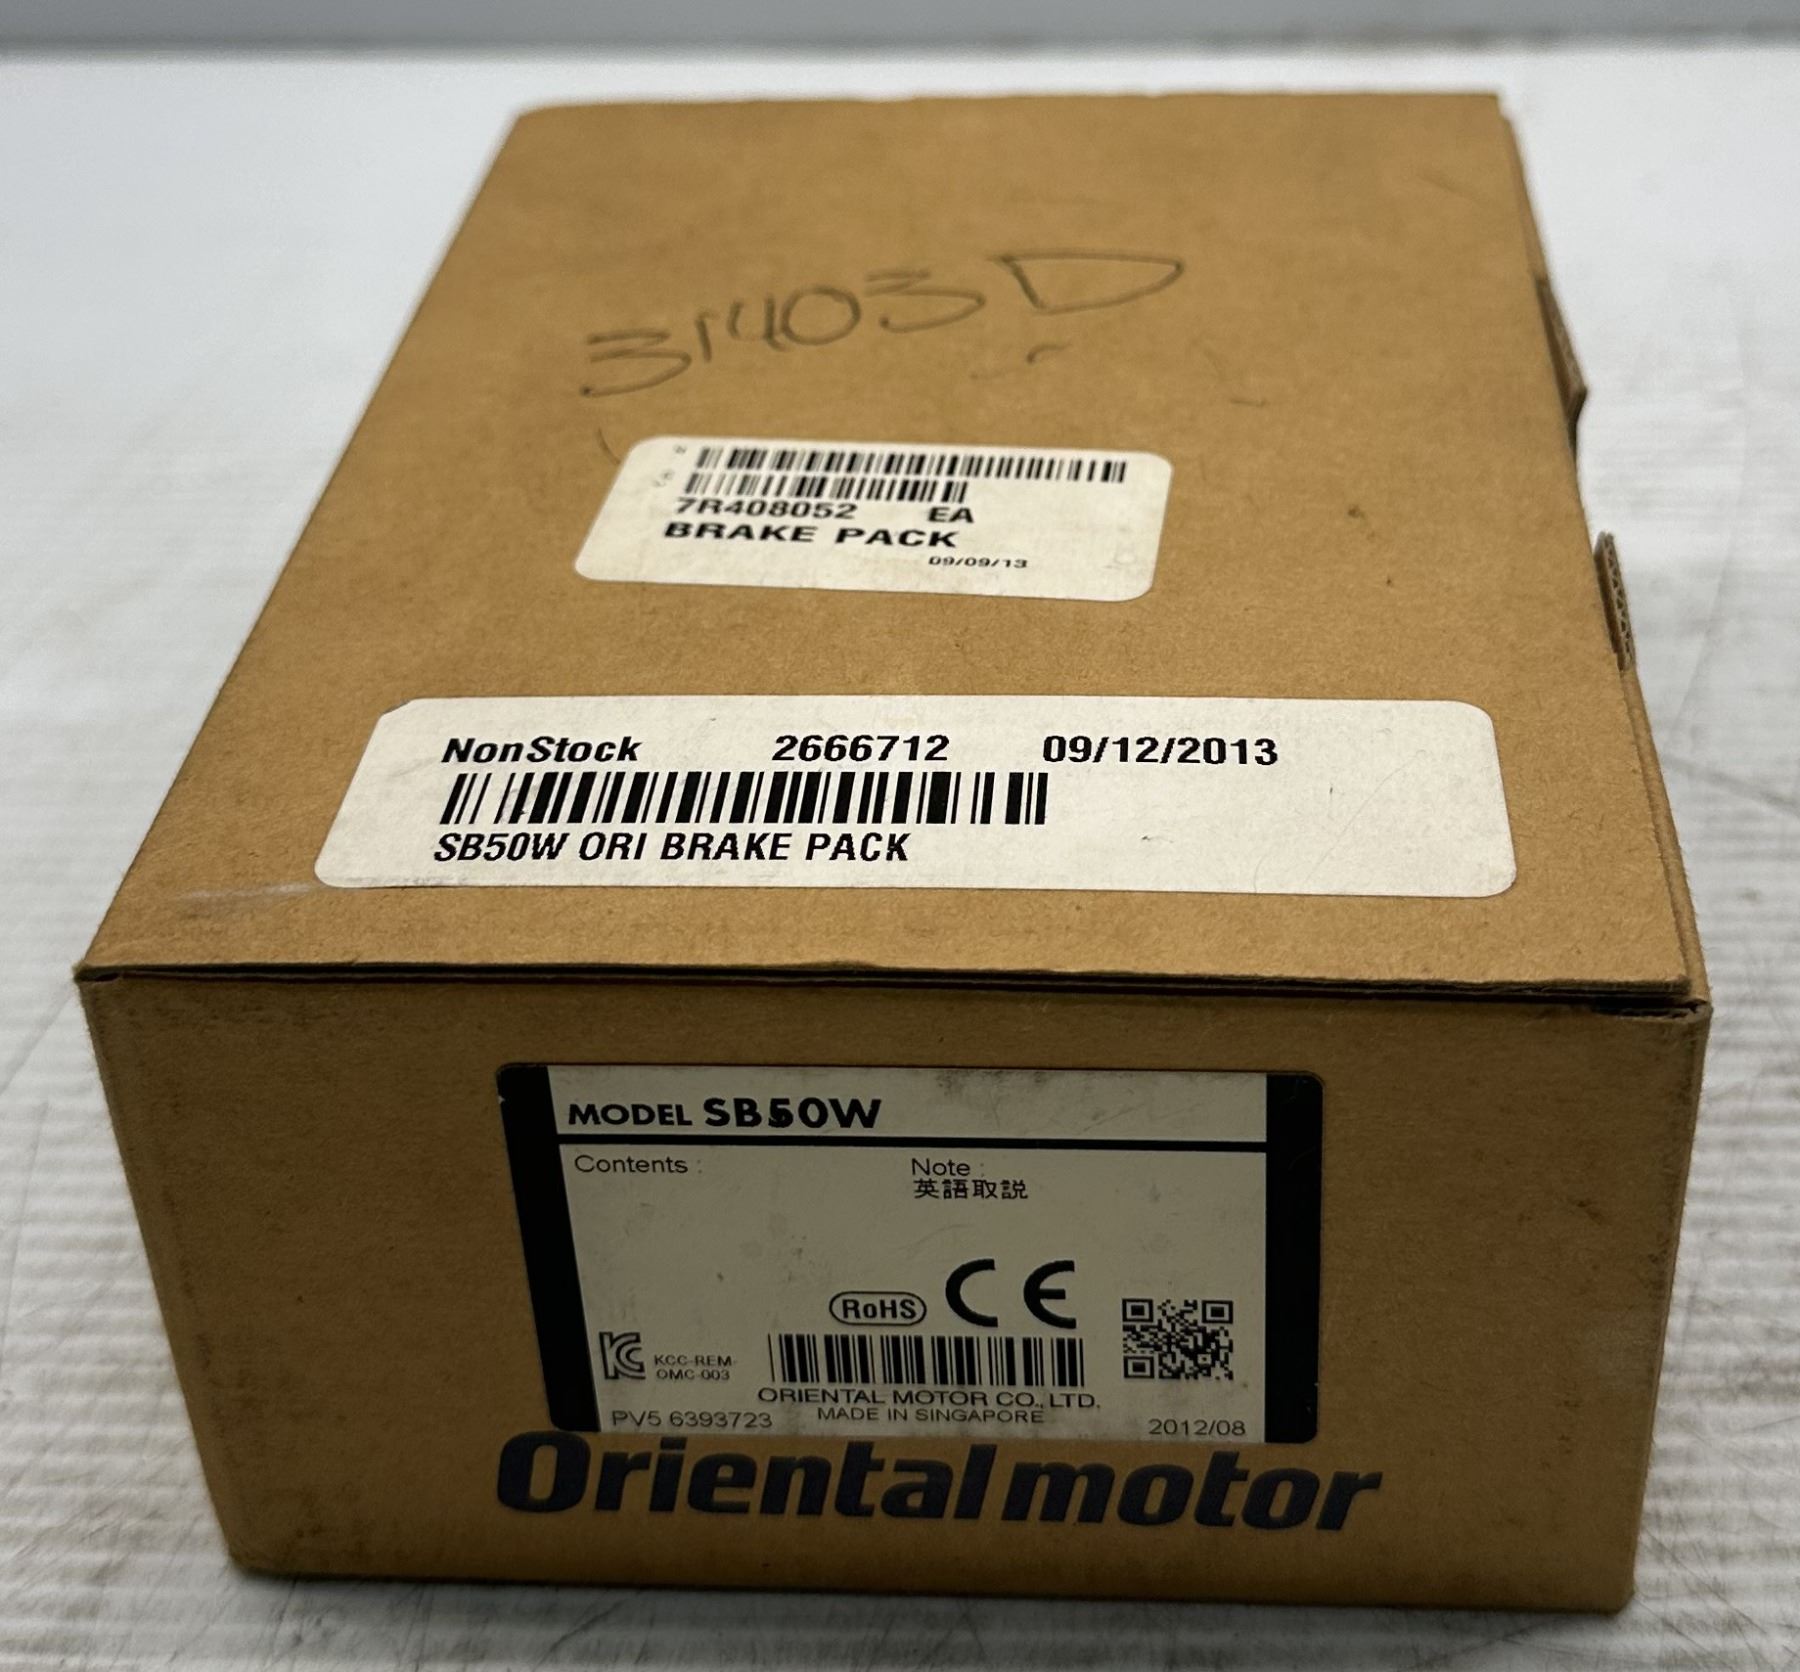 31403D
7R408052 EA
BRAKE PACK
09/09/13
NonStock 2666712 09/12/2013
SB50W ORI BRAKE PACK
MODEL SB50W
Contents : Note :
英語取説
RoHS CE
KC KCC-REM-
OMC-003
ORIENTAL MOTOR CO., LTD.
PV5 6393723 MADE IN SINGAPORE 2012/08
Orientalmotor